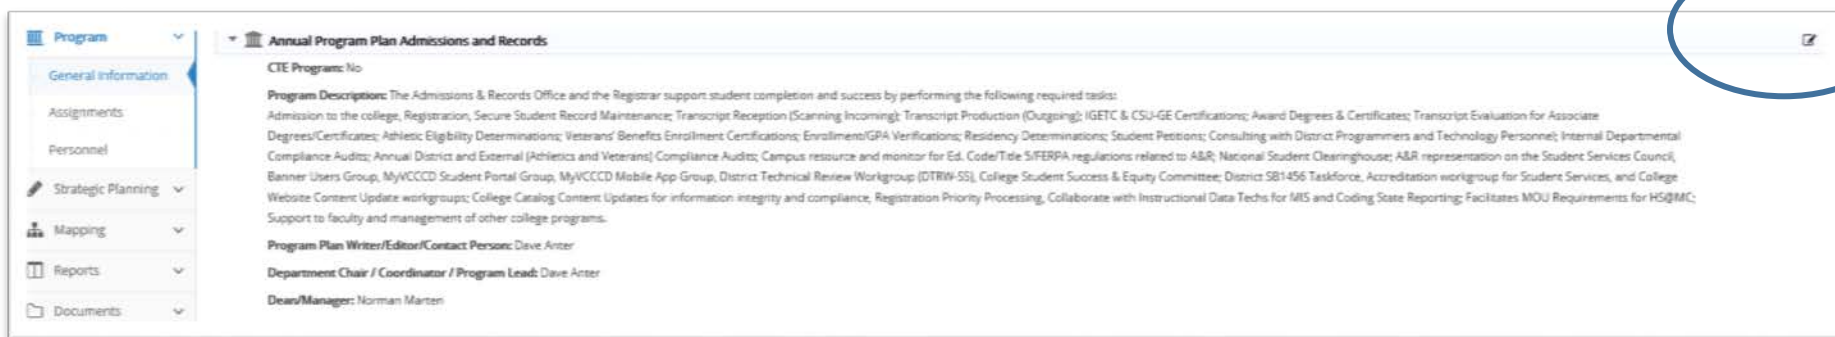 Program
General Information
Assignments
Personnel
Strategic Planning
Mapping
Reports
Documents
Annual Program Plan Admissions and Records
CTE Program: No
Program Description: The Admissions & Records Office and the Registrar support student completion and success by performing the following required tasks:
Admission to the college, Registration, Secure Student Record Maintenance; Transcript Reception (Scanning Incoming); Transcript Production (Outgoing); IGETC & CSU-GE Certifications; Award Degrees & Certificates; Transcript Evaluation for Associate
Degrees/Certificates; Athletic Eligibility Determinations; Veterans' Benefits Enrollment Certifications; Enrollment/GPA Verifications; Residency Determinations; Student Petitions; Consulting with District Programmers and Technology Personnel; Internal Departmental
Compliance Audits; Annual District and External (Athletics and Veterans) Compliance Audits; Campus resource and monitor for Ed. Code/Title 5/FERPA regulations related to A&R; National Student Clearinghouse; A&R representation on the Student Services Council,
Banner Users Group, MyVCCCD Student Portal Group, MyVCCCD Mobile App Group, District Technical Review Workgroup (DTRW-SS), College Student Success & Equity Committee; District SB1456 Taskforce, Accreditation workgroup for Student Services, and College
Website Content Update workgroups; College Catalog Content Updates for information integrity and compliance, Registration Priority Processing, Collaborate with Instructional Data Techs for MIS and Coding State Reporting; Facilitates MOU Requirements for HS@MC;
Support to faculty and management of other college programs.
Program Plan Writer/Editor/Contact Person: Dave Anter
Department Chair / Coordinator / Program Lead: Dave Anter
Dean/Manager: Norman Marten